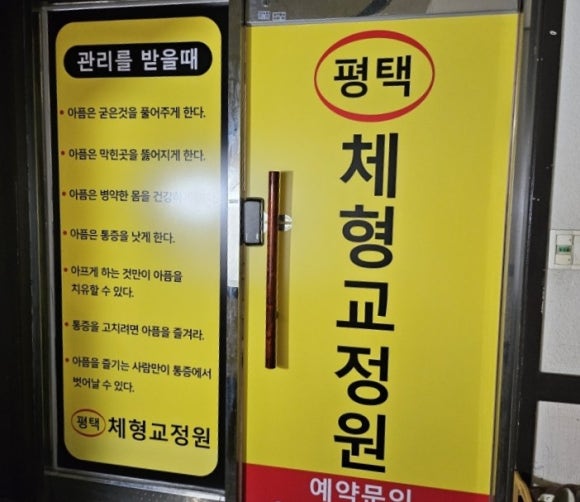 관리를 받을때
• 아픔은 굳은것을 풀어주게 한다.
• 아픔은 막힌곳을 뚫어지게 한다.
• 아픔은 병약한 몸을
• 아픔은 통증을 낫게 한다.
• 아프게 하는 것만이 아픔을
치유할 수 있다.
• 통증을 고치려면 아픔을 즐겨라.
• 아픔을 즐기는 사람만이 통증에서
벗어날 수 있다.
평택 체형교정원
평택
체형교정원
예약문의